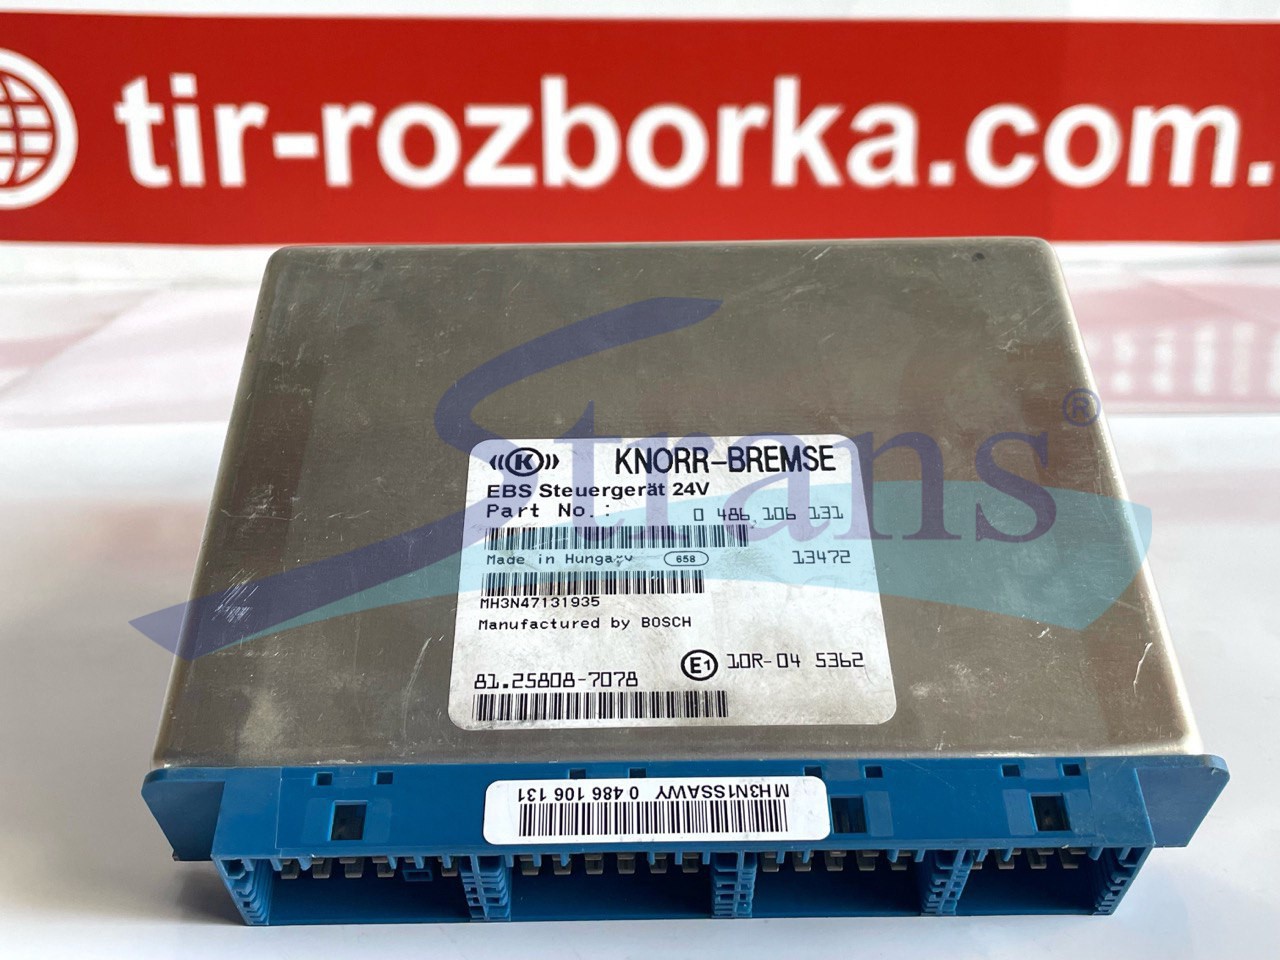 tir-rozborka.com.
Strans®
K KNORR-BREMSE
EBS Steuergerät 24V
Part No.: 0 486 106 131
Made in Hungary 658 13472
MH3N47131935
Manufactured by BOSCH
E1 10R-04 5362
81.25808-7078
MH3N1SSAWY 0 486 106 131